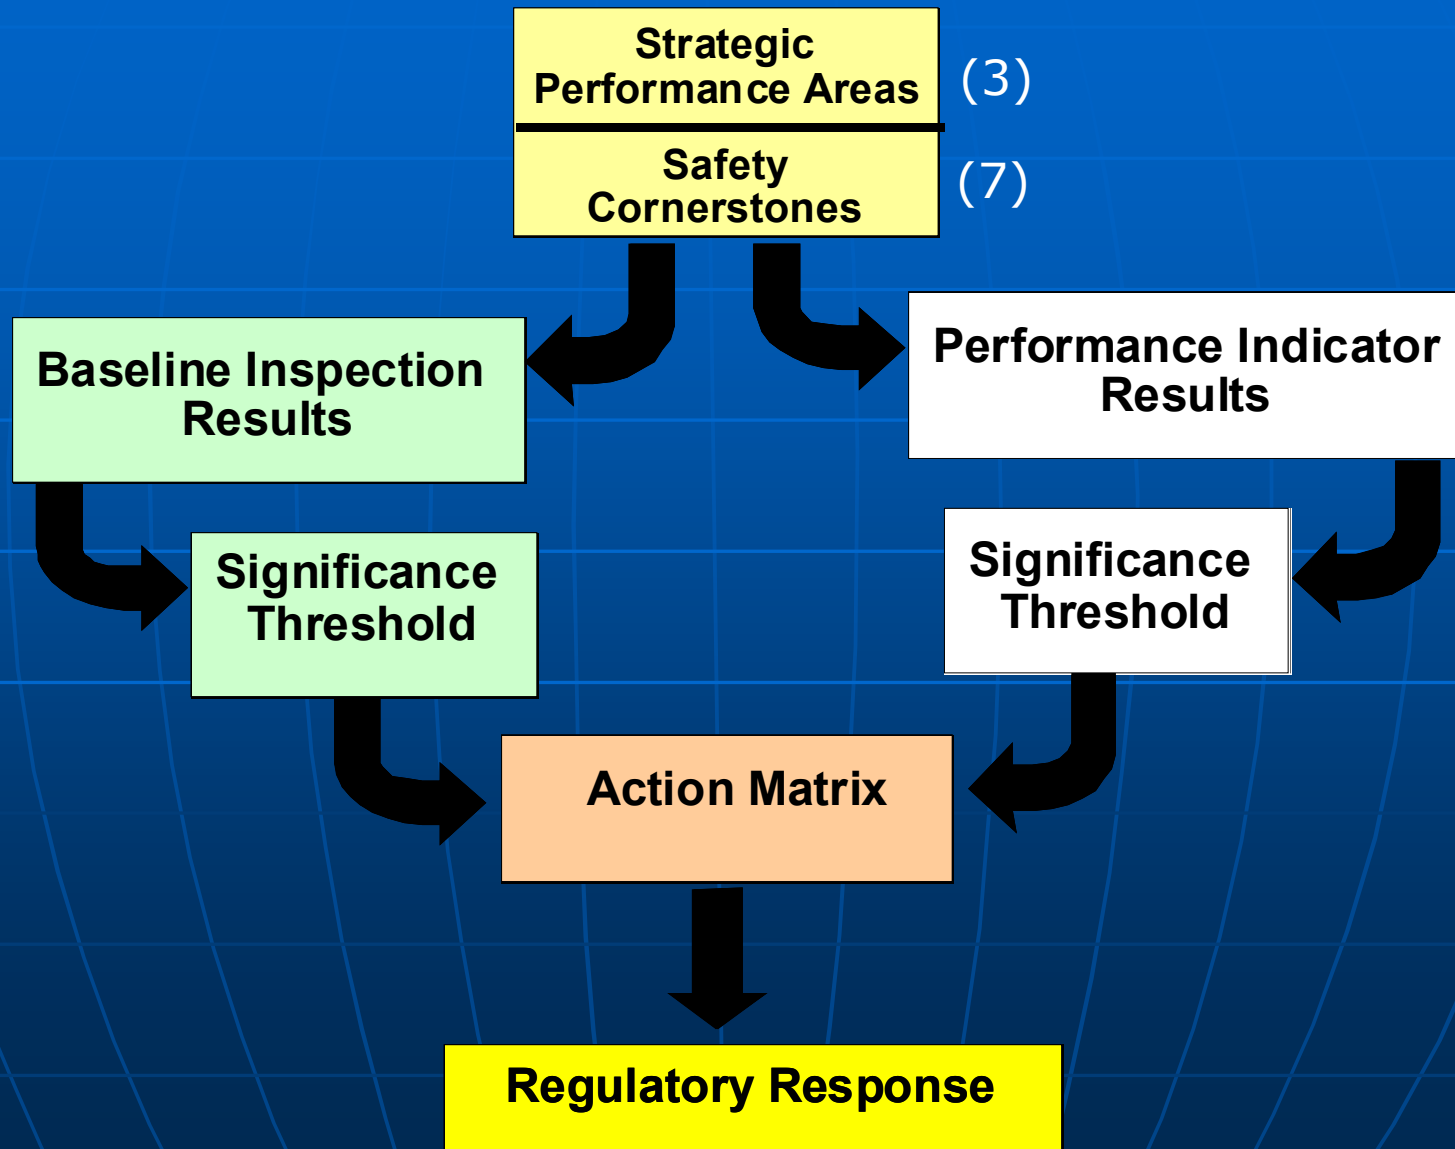 Strategic
Performance Areas
(3)
Safety
Cornerstones
(7)
Baseline Inspection
Results
Performance Indicator
Results
Significance
Threshold
Significance
Threshold
Action Matrix
Regulatory Response